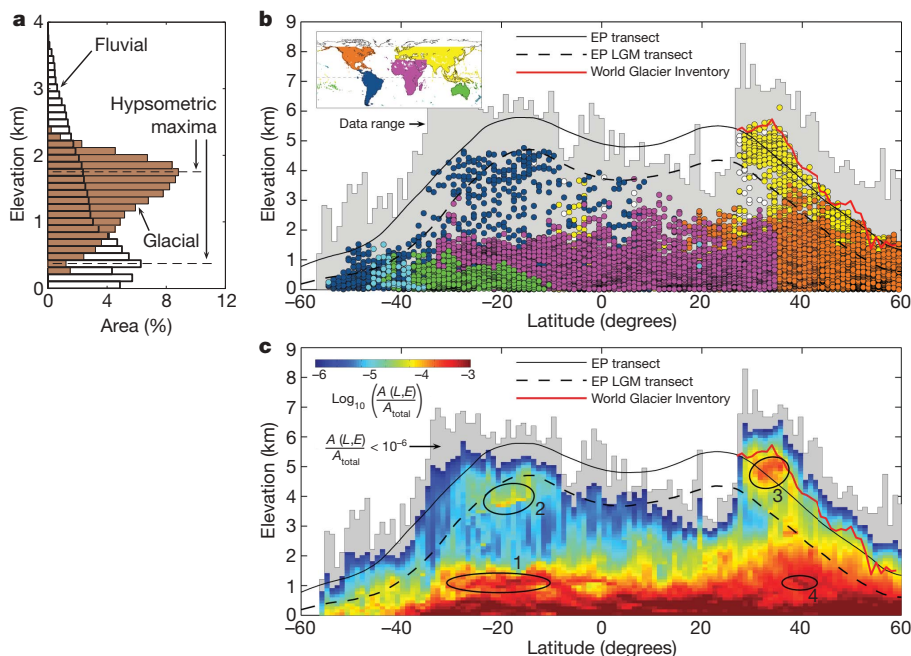 a
4
3
2
1
0
Elevation (km)
Fluvial
Hypsometric
maxima
Glacial
0 4 8 12
Area (%)
b
9
8
7
6
5
4
3
2
1
0
Elevation (km)
Data range
EP transect
EP LGM transect
World Glacier Inventory
−60 −40 −20 0 20 40 60
Latitude (degrees)
c
9
8
7
6
5
4
3
2
1
0
Elevation (km)
−6 −5 −4 −3
Log10 (A (L,E) / Atotal)
A (L,E) / Atotal < 10−6
EP transect
EP LGM transect
World Glacier Inventory
1
2
3
4
−60 −40 −20 0 20 40 60
Latitude (degrees)